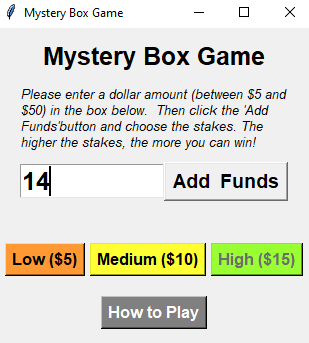 Mystery Box Game
Mystery Box Game
Please enter a dollar amount (between $5 and
$50) in the box below.  Then click the 'Add
Funds'button and choose the stakes. The
higher the stakes, the more you can win!
14 Add  Funds
Low ($5) Medium ($10) High ($15)
How to Play